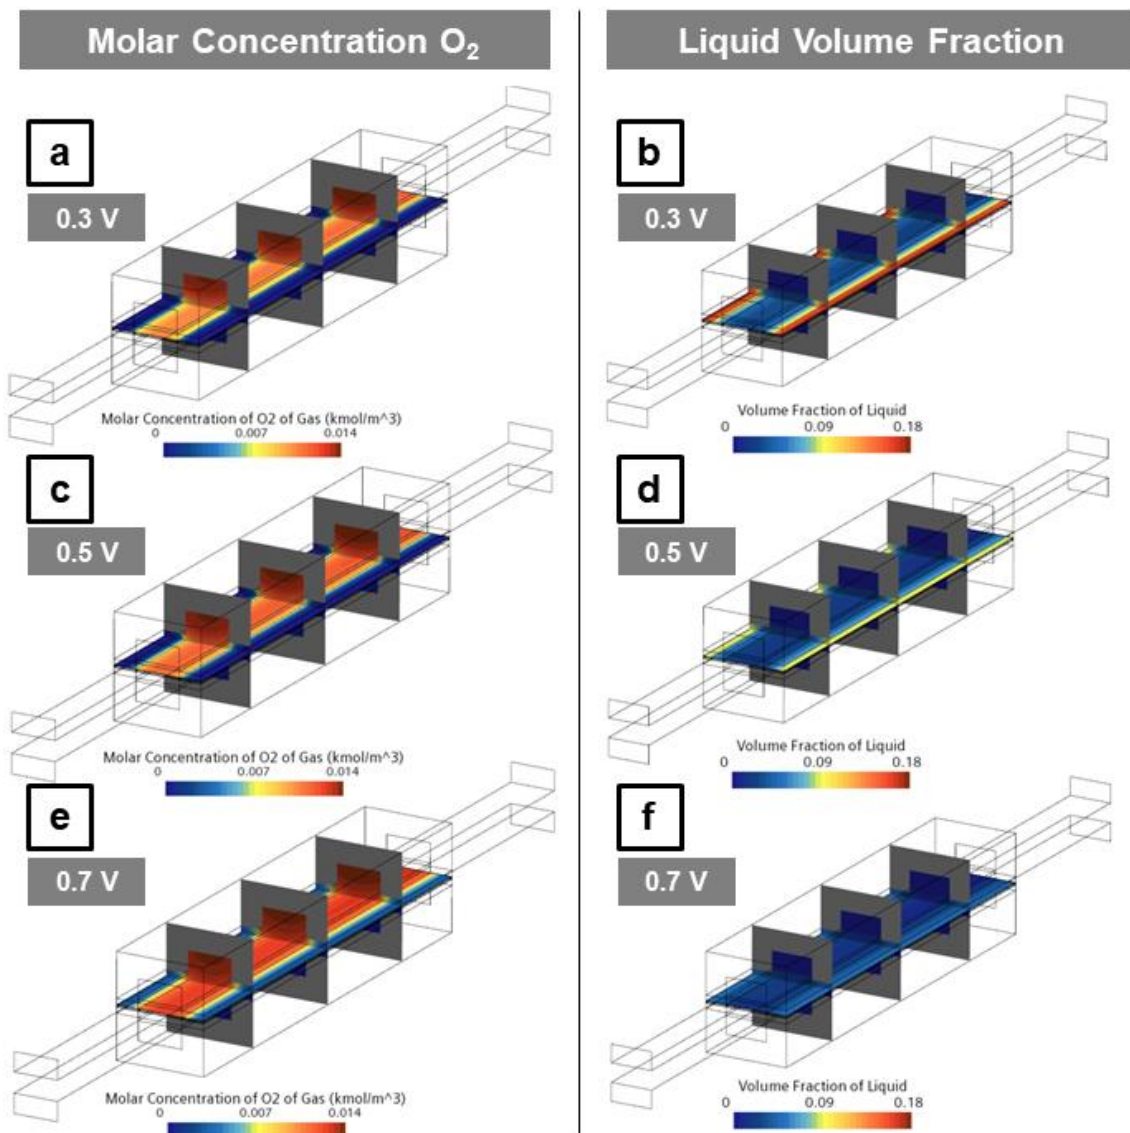 Molar Concentration O₂
Liquid Volume Fraction
a
0.3 V
Molar Concentration of O2 of Gas (kmol/m^3)
0 0.007 0.014
b
0.3 V
Volume Fraction of Liquid
0 0.09 0.18
c
0.5 V
Molar Concentration of O2 of Gas (kmol/m^3)
0 0.007 0.014
d
0.5 V
Volume Fraction of Liquid
0 0.09 0.18
e
0.7 V
Molar Concentration of O2 of Gas (kmol/m^3)
0 0.007 0.014
f
0.7 V
Volume Fraction of Liquid
0 0.09 0.18